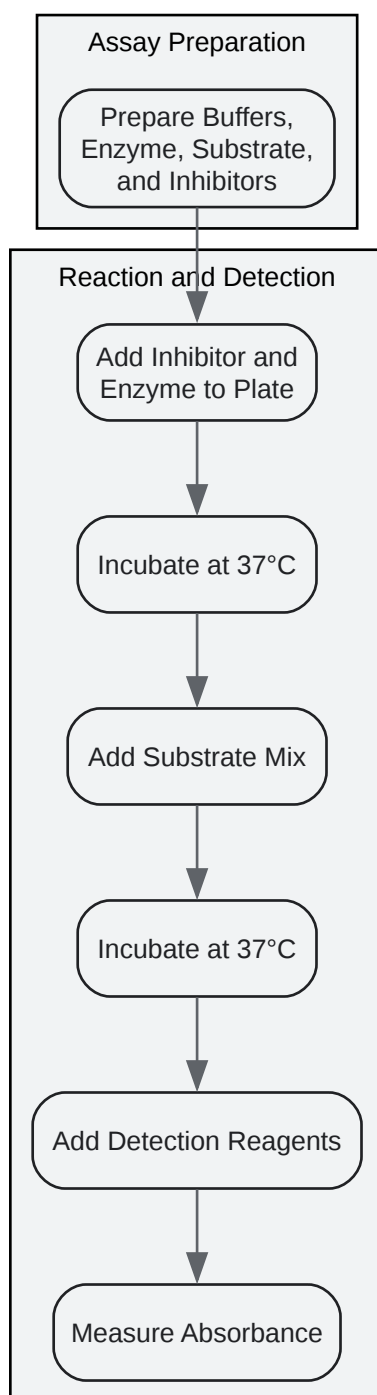 Assay Preparation
Prepare Buffers,
Enzyme, Substrate,
and Inhibitors
Reaction and Detection
Add Inhibitor and
Enzyme to Plate
Incubate at 37°C
Add Substrate Mix
Incubate at 37°C
Add Detection Reagents
Measure Absorbance